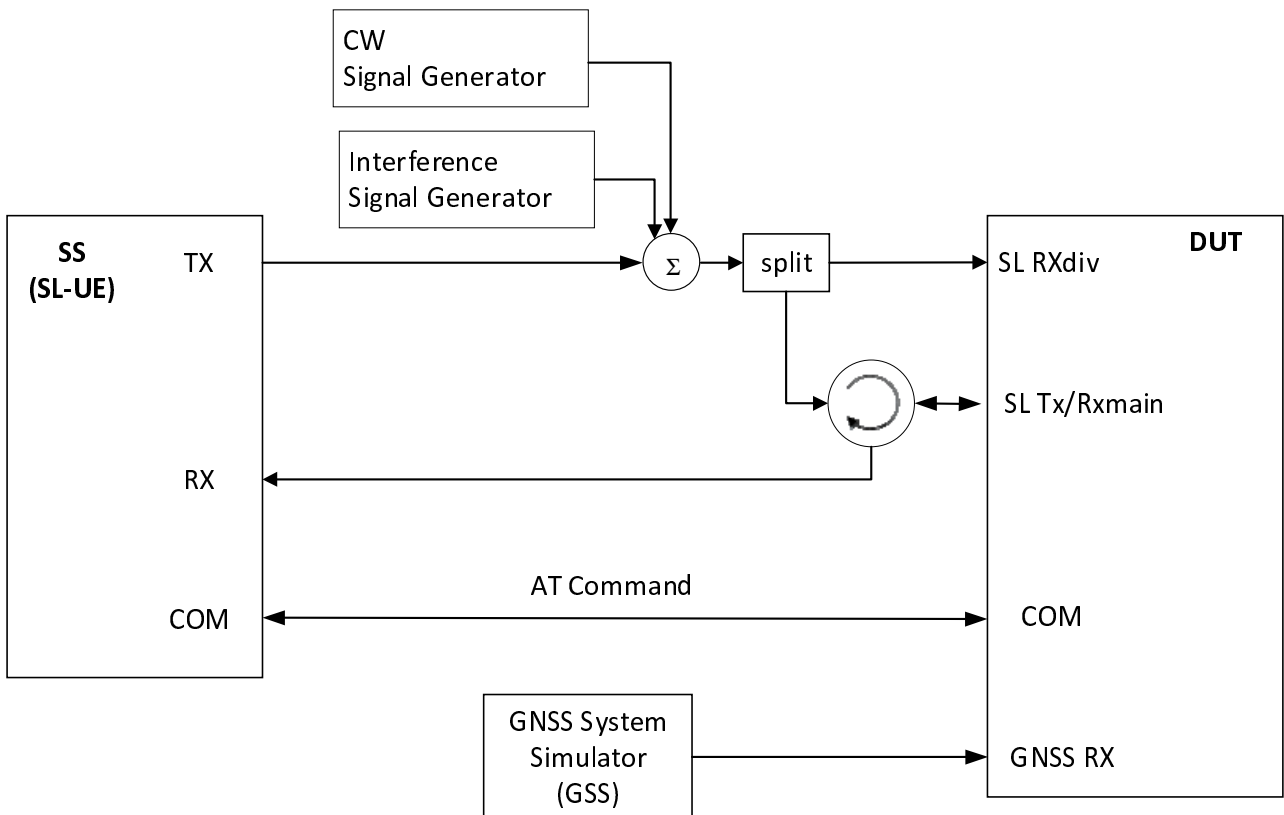 CW
Signal Generator
Interference
Signal Generator
SS
(SL-UE)
TX
Σ
split
SL RXdiv
DUT
SL Tx/Rxmain
RX
AT Command
COM
COM
GNSS System
Simulator
(GSS)
GNSS RX